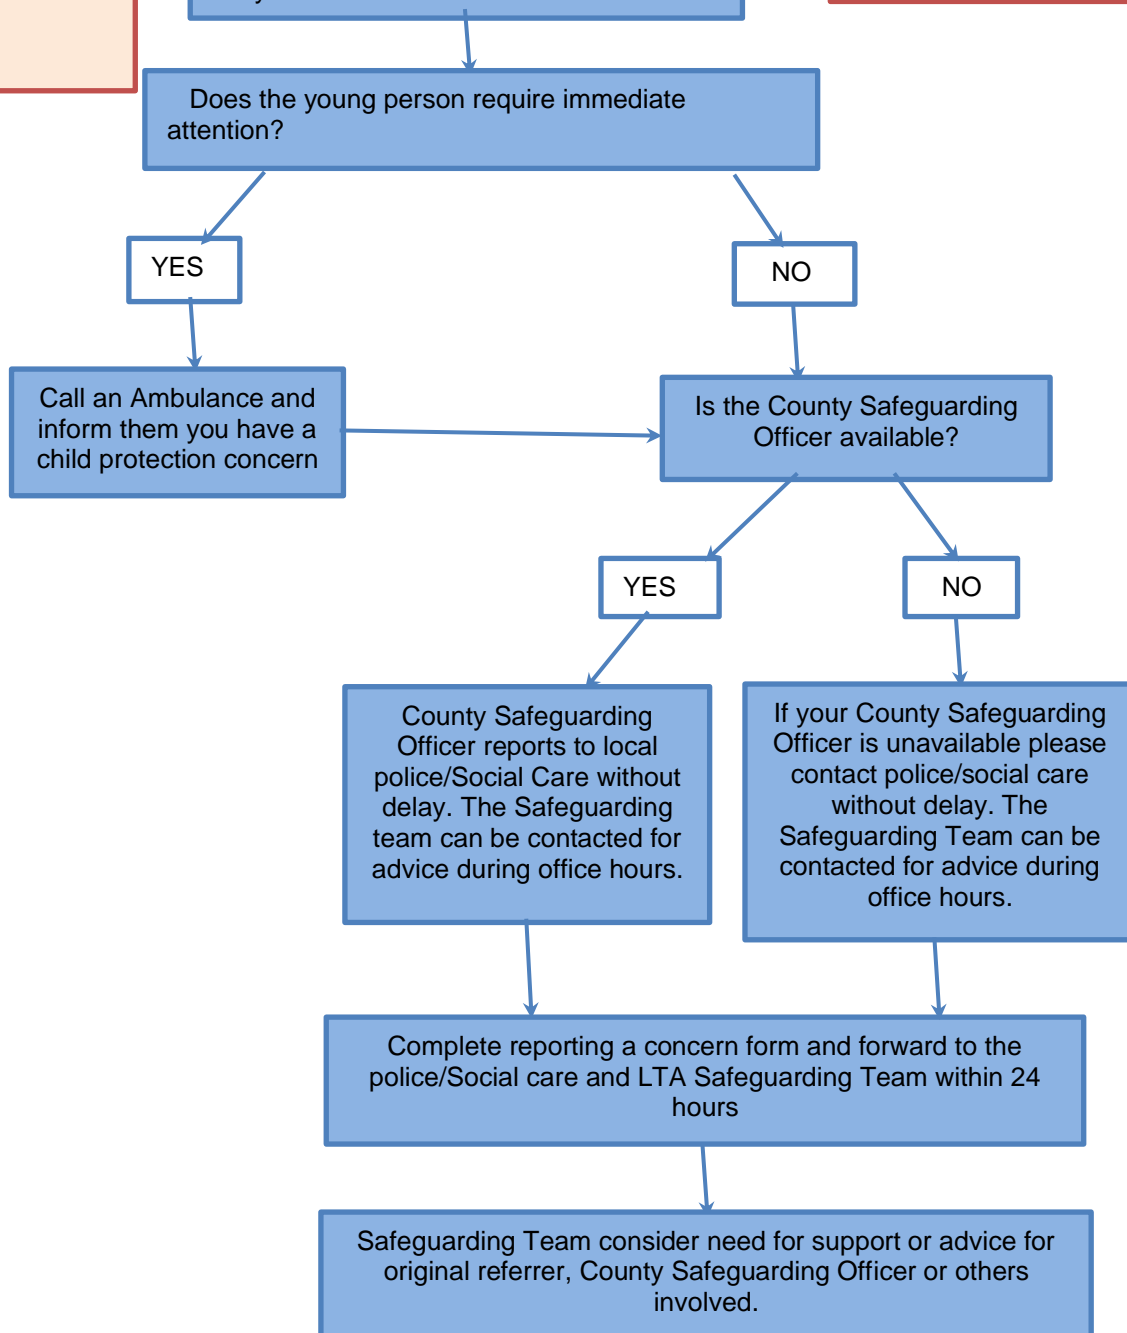 Does the young person require immediate
attention?
YES
NO
Call an Ambulance and
inform them you have a
child protection concern
Is the County Safeguarding
Officer available?
YES
NO
County Safeguarding
Officer reports to local
police/Social Care without
delay. The Safeguarding
team can be contacted for
advice during office hours.
If your County Safeguarding
Officer is unavailable please
contact police/social care
without delay. The
Safeguarding Team can be
contacted for advice during
office hours.
Complete reporting a concern form and forward to the
police/Social care and LTA Safeguarding Team within 24
hours
Safeguarding Team consider need for support or advice for
original referrer, County Safeguarding Officer or others
involved.